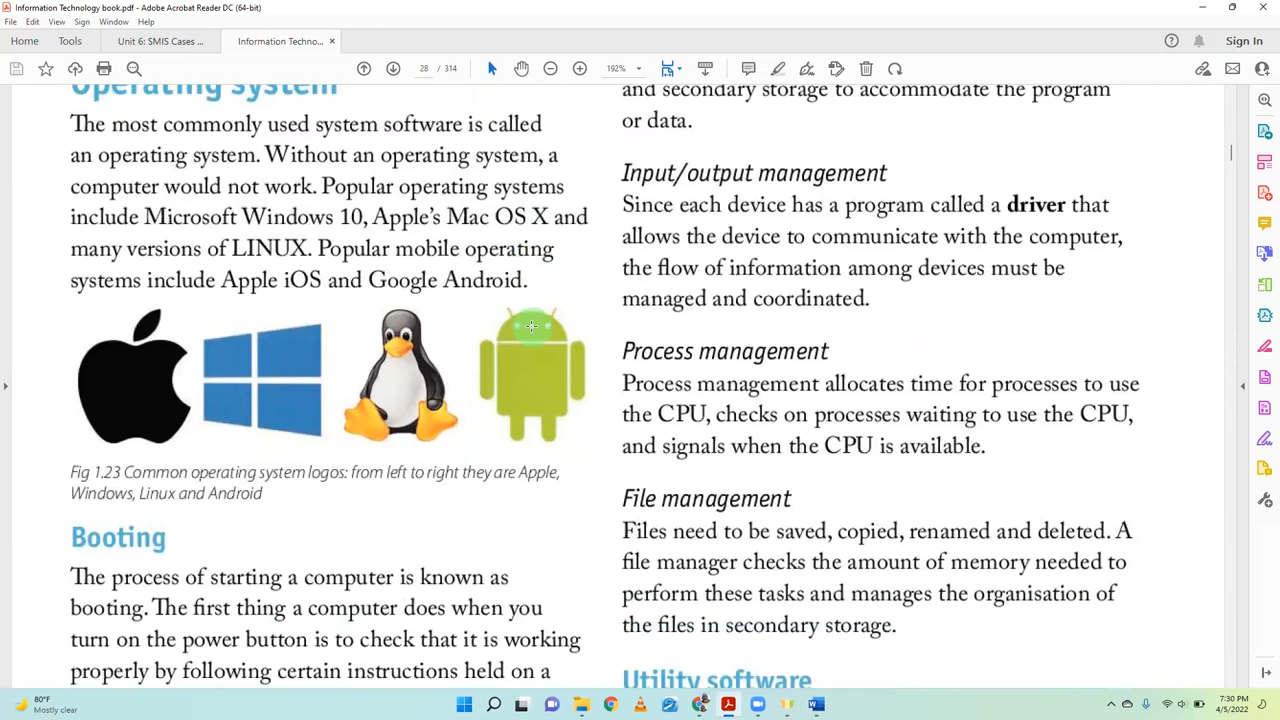 Information Technology book.pdf - Adobe Acrobat Reader DC (64-bit)
File Edit View Sign Window Help
Home Tools Unit 6: SMIS Cases ... Information Techno... × Sign In
28 / 314 192%
Operating system
The most commonly used system software is called
an operating system. Without an operating system, a
computer would not work. Popular operating systems
include Microsoft Windows 10, Apple's Mac OS X and
many versions of LINUX. Popular mobile operating
systems include Apple iOS and Google Android.
Fig 1.23 Common operating system logos: from left to right they are Apple,
Windows, Linux and Android
Booting
The process of starting a computer is known as
booting. The first thing a computer does when you
turn on the power button is to check that it is working
properly by following certain instructions held on a
and secondary storage to accommodate the program
or data.
Input/output management
Since each device has a program called a driver that
allows the device to communicate with the computer,
the flow of information among devices must be
managed and coordinated.
Process management
Process management allocates time for processes to use
the CPU, checks on processes waiting to use the CPU,
and signals when the CPU is available.
File management
Files need to be saved, copied, renamed and deleted. A
file manager checks the amount of memory needed to
perform these tasks and manages the organisation of
the files in secondary storage.
Utility software
80°F
Mostly clear
7:30 PM
4/5/2022